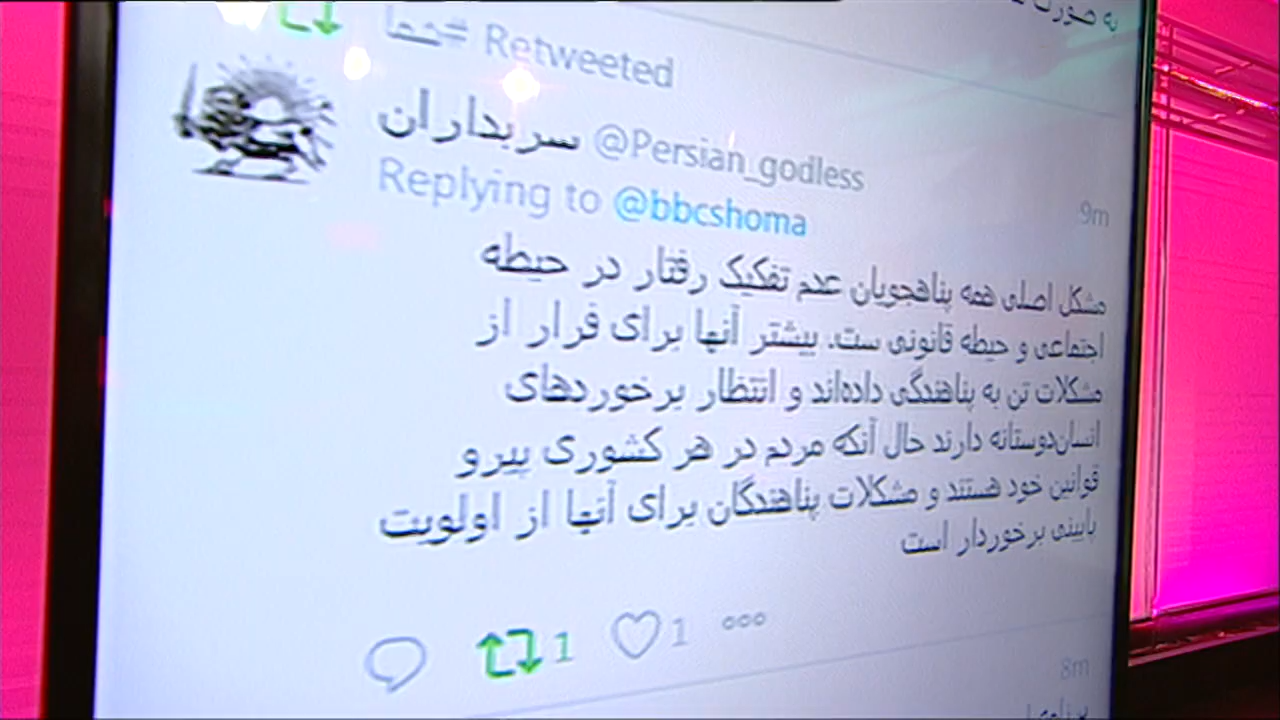 به صورت
#شما Retweeted
سربداران @Persian_godless
Replying to @bbcshoma
9m
مشکل اصلی همه پناهجویان عدم تفکیک رفتار در حیطه
اجتماعی و حیطه قانونی ست. بیشتر آنها برای فرار از
مشکلات تن به پناهندگی داده‌اند و انتظار برخوردهای
انسان‌دوستانه دارند حال آنکه مردم در هر کشوری پیرو
قوانین خود هستند و مشکلات پناهندگان برای آنها از اولویت
پایینی برخوردار است
1 1
8m